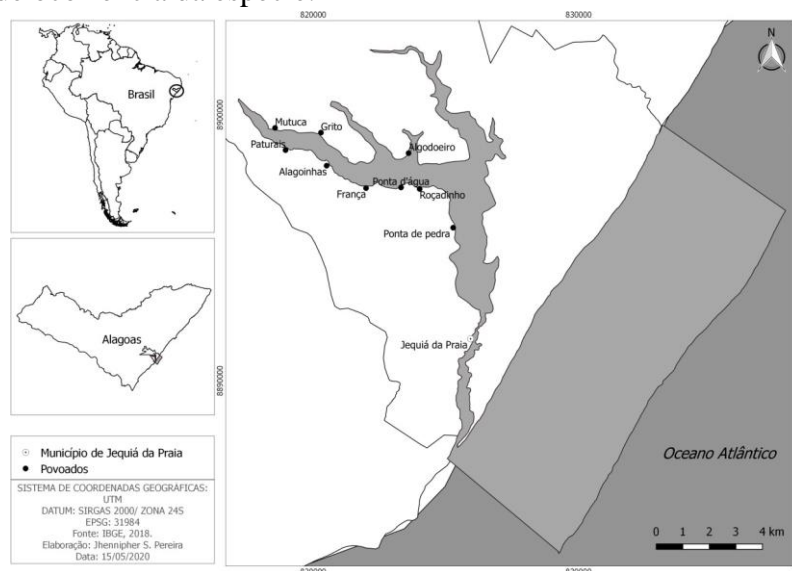 820000
830000
N
Brasil
8900000
Mutuca
Grito
Paturais
Algodoeiro
Alagoinhas
França
Ponta d'água
Roçadinho
Ponta de pedra
Alagoas
Jequiá da Praia
8890000
Município de Jequiá da Praia
Povoados
Oceano Atlântico
SISTEMA DE COORDENADAS GEOGRÁFICAS:
UTM
DATUM: SIRGAS 2000/ ZONA 24S
EPSG: 31984
Fonte: IBGE, 2018.
Elaboração: Jhennipher S. Pereira
Data: 15/05/2020
0 1 2 3 4 km